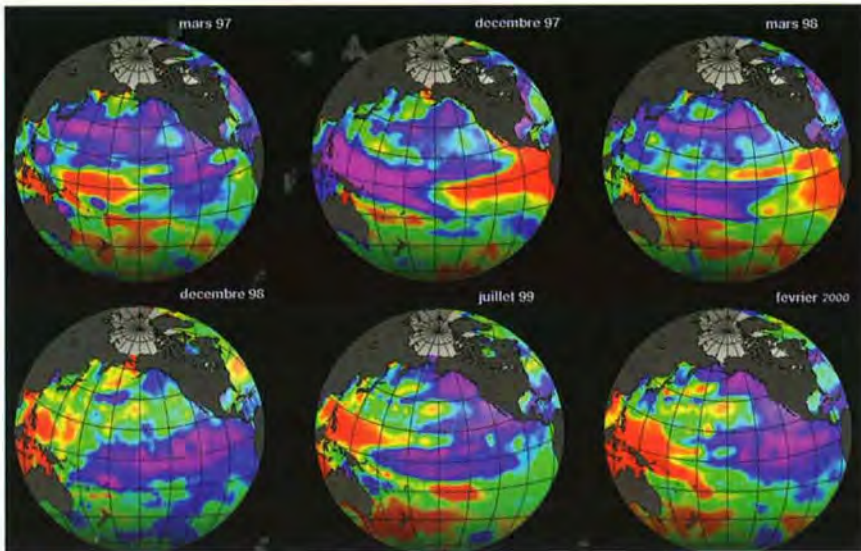 mars 97
decembre 97
mars 98
decembre 98
juillet 99
fevrier 2000